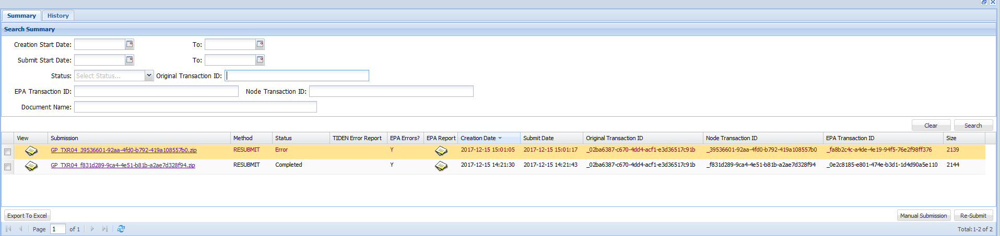 Summary History
Search Summary
Creation Start Date: To:
Submit Start Date: To:
Status: Select Status... Original Transaction ID:
EPA Transaction ID: Node Transaction ID:
Document Name:
Clear Search
View Submission Method Status TIDEN Error Report EPA Errors? EPA Report Creation Date Submit Date Original Transaction ID Node Transaction ID EPA Transaction ID Size
GP_TXR04_39536601-92aa-4fd0-b792-419a108557b0.zip RESUBMIT Error Y 2017-12-15 15:01:05 2017-12-15 15:01:17 _02ba6387-c670-4dd4-acf1-e3d36517c91b _39536601-92aa-4fd0-b792-419a108557b0 _fa8b2c4c-a4de-4e19-94f5-76e2f98ff376 2139
GP_TXR04_f831d289-9ca4-4e51-b81b-a2ae7d328f94.zip RESUBMIT Completed Y 2017-12-15 14:21:30 2017-12-15 14:21:43 _02ba6387-c670-4dd4-acf1-e3d36517c91b _f831d289-9ca4-4e51-b81b-a2ae7d328f94 _0e2c8185-e801-474e-b3d1-1d4d90a5e110 2144
Export To Excel Manual Submission Re-Submit
Page 1 of 1 Total:1-2 of 2